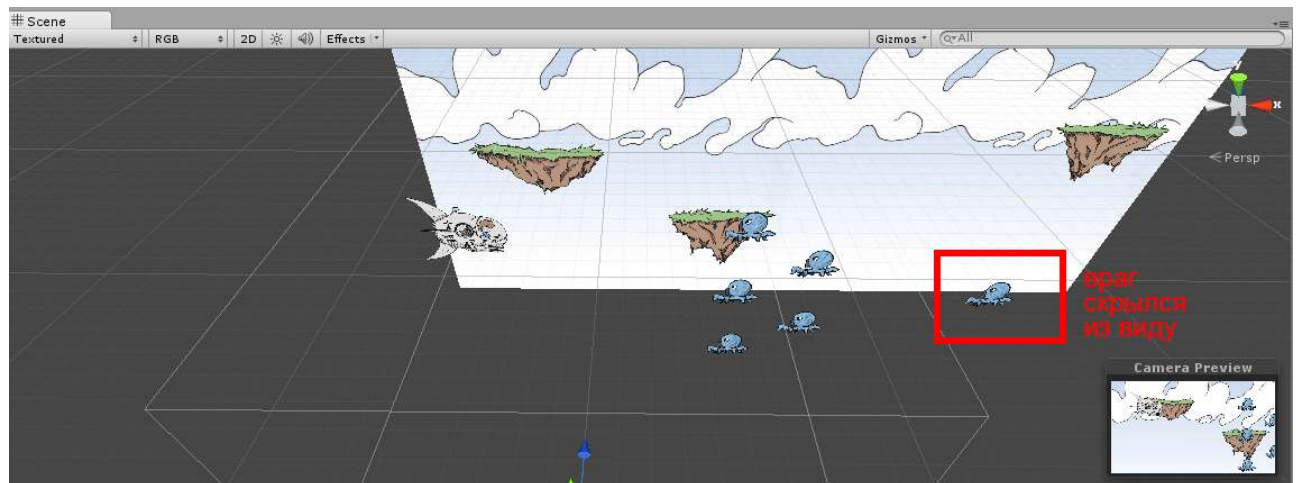 Scene
Textured RGB 2D Effects Gizmos All
y
x
Persp
враг
скрылся
из виду
Camera Preview